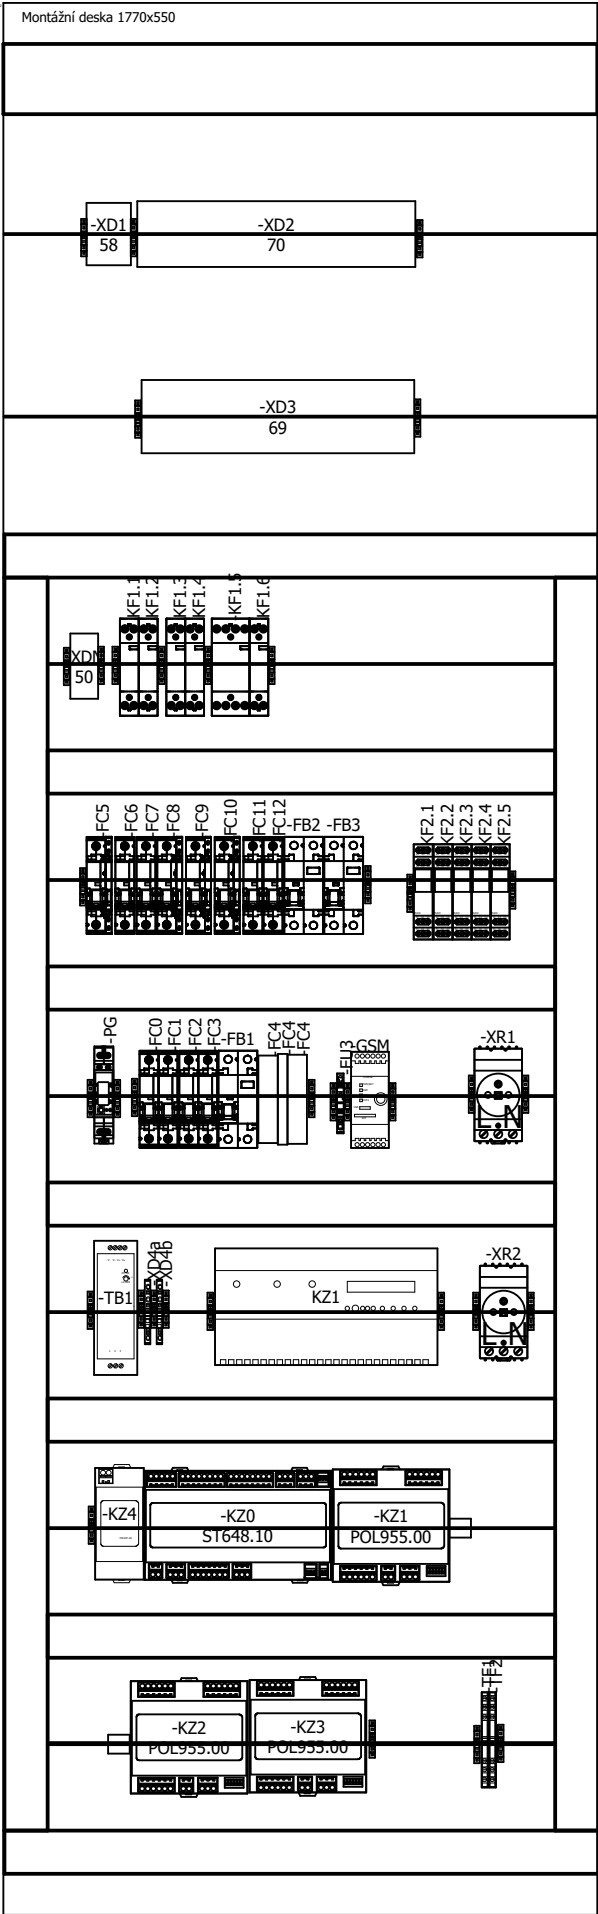 Montážní deska 1770x550
-XD1
58
-XD2
70
-XD3
69
KF1.1
KF1.2
KF1.3
KF1.4
-KF1.5
KF1.6
50
-FC5
-FC6
-FC7
-FC8
-FC9
-FC10
-FC11
-FC12
-FB2
-FB3
KF2.1
KF2.2
KF2.3
KF2.4
KF2.5
-PG
-FC0
-FC1
-FC2
-FC3
-FB1
FC4
FC4
FC4
-GSM
-XR1
L N
-TB1
-XD4a
-XD4b
KZ1
-XR2
L N
-KZ4
-KZ0
ST648.10
-KZ1
POL955.00
-KZ2
POL955.00
-KZ3
POL955.00
-TF1
-TF2